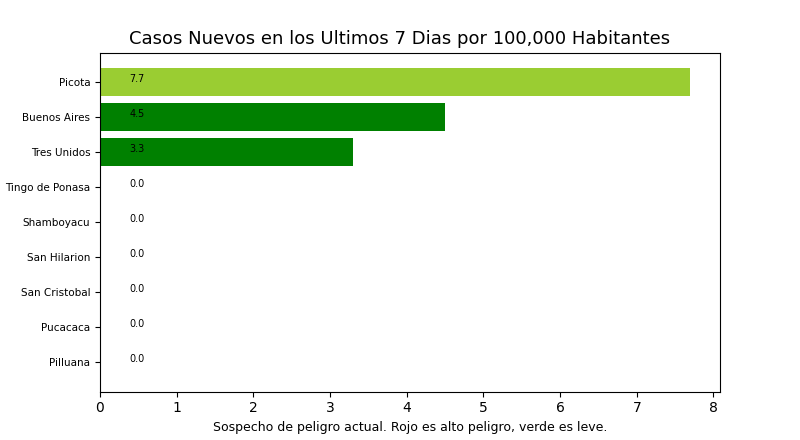 Casos Nuevos en los Ultimos 7 Dias por 100,000 Habitantes
Picota 7.7
Buenos Aires 4.5
Tres Unidos 3.3
Tingo de Ponasa 0.0
Shamboyacu 0.0
San Hilarion 0.0
San Cristobal 0.0
Pucacaca 0.0
Pilluana 0.0
0 1 2 3 4 5 6 7 8
Sospecho de peligro actual. Rojo es alto peligro, verde es leve.